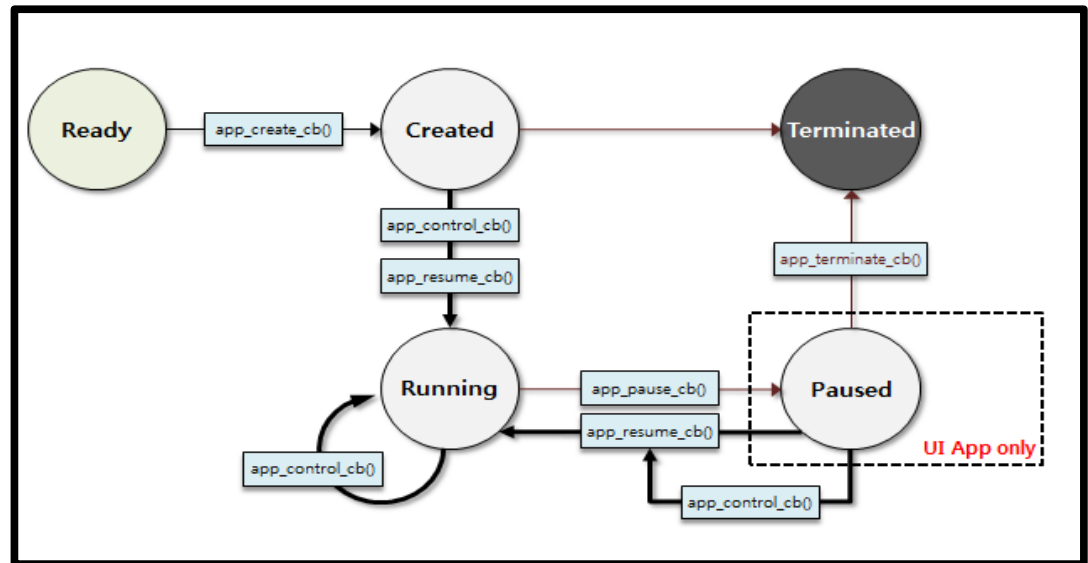 Ready
app_create_cb()
Created
Terminated
app_control_cb()
app_resume_cb()
app_terminate_cb()
Running
app_pause_cb()
Paused
app_resume_cb()
UI App only
app_control_cb()
app_control_cb()